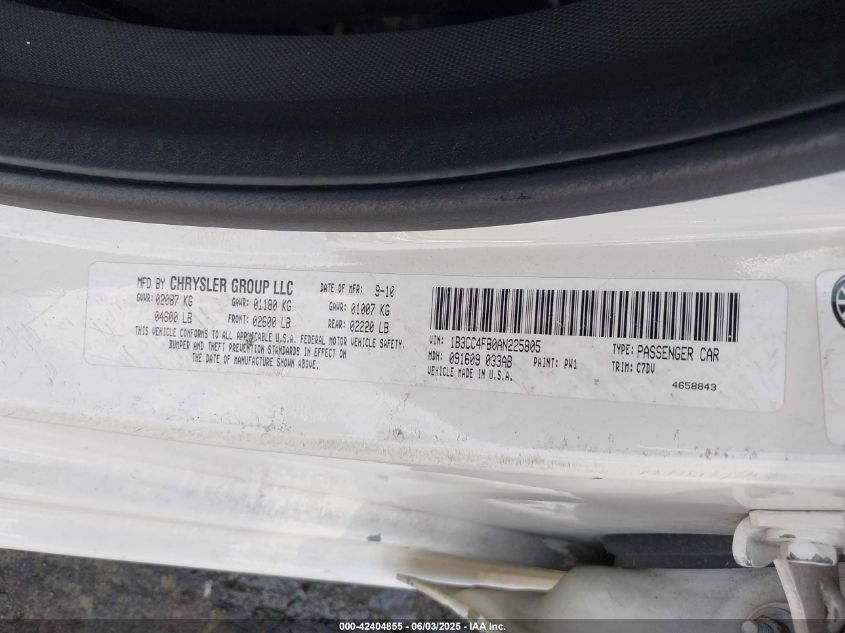 MFD BY CHRYSLER GROUP LLC DATE OF MFR: 9-10
GVWR: 02087 KG GAWR: 01180 KG GAWR: 01007 KG
04600 LB FRONT: 02600 LB REAR: 02220 LB
THIS VEHICLE CONFORMS TO ALL APPLICABLE U.S.A. FEDERAL MOTOR VEHICLE SAFETY,
BUMPER AND THEFT PREVENTION STANDARDS IN EFFECT ON
THE DATE OF MANUFACTURE SHOWN ABOVE.
VIN: 1B3CC4FB0AN225805 TYPE: PASSENGER CAR
MDH: 091609 033AB PAINT: PW1 TRIM: C7DV
VEHICLE MADE IN U.S.A.
4658843
000-42404855 - 06/03/2025 - IAA Inc.